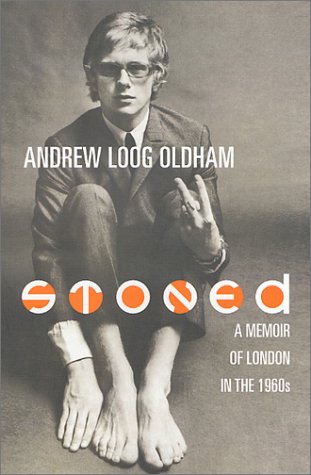 ANDREW LOOG OLDHAM
STONED
A MEMOIR
OF LONDON
IN THE 1960s